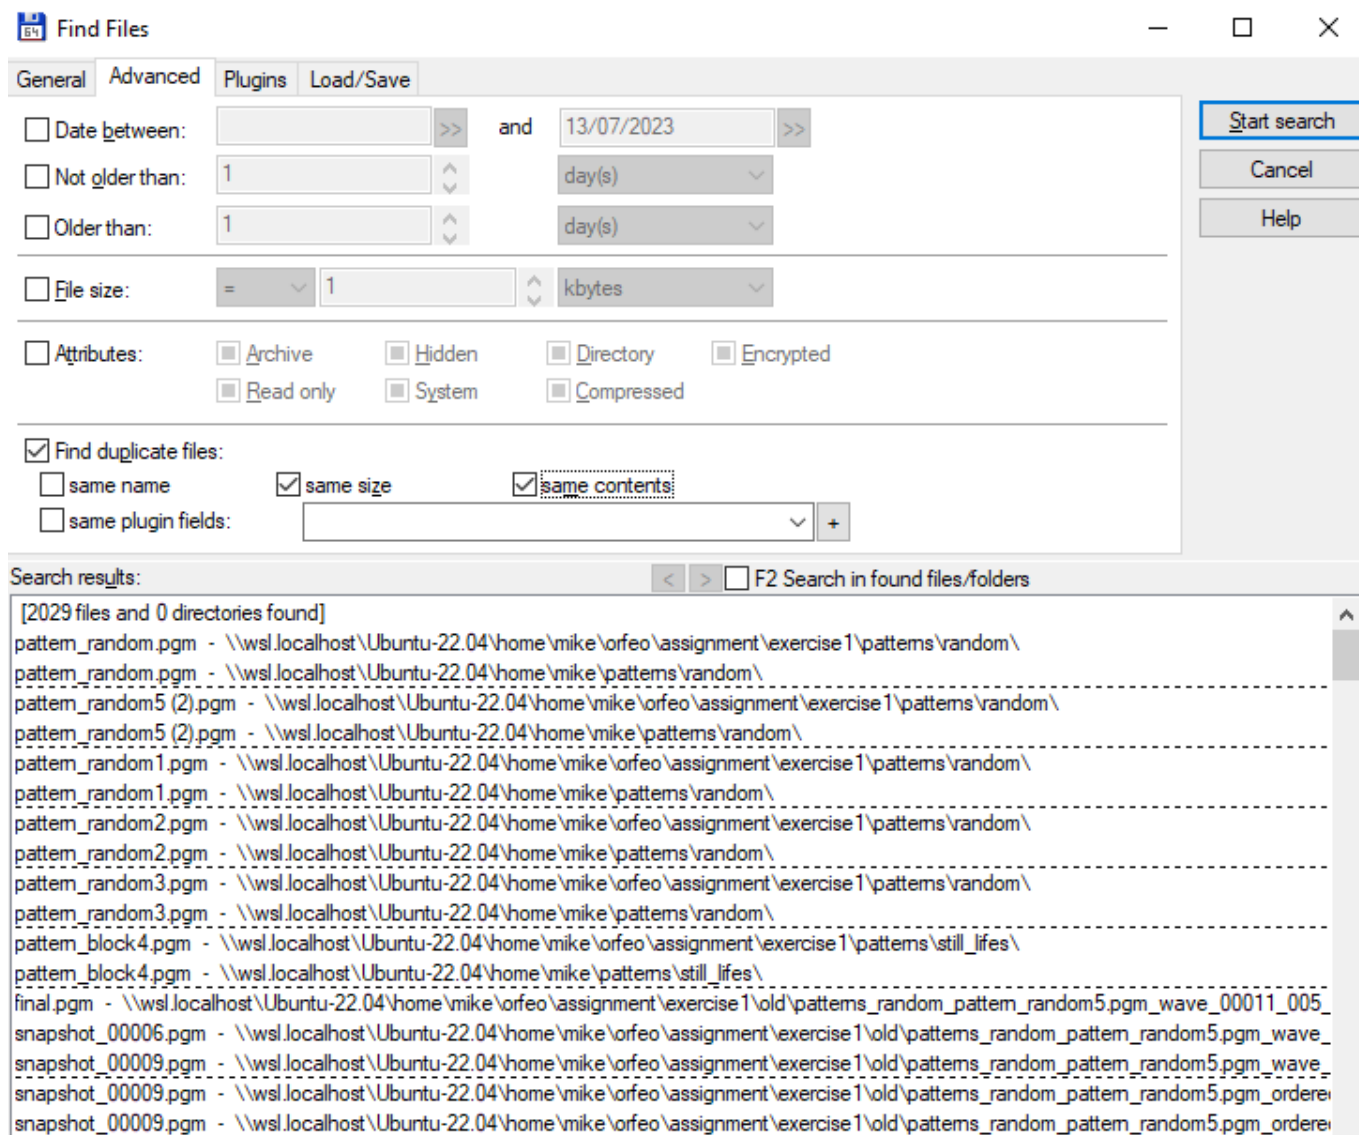 Find Files
General Advanced Plugins Load/Save
Date between: >> and 13/07/2023 >>
Start search
Not older than: 1 day(s)
Cancel
Older than: 1 day(s)
Help
File size: = 1 kbytes
Attributes: Archive Hidden Directory Encrypted
Read only System Compressed
Find duplicate files:
same name same size same contents
same plugin fields: +
Search results: < > F2 Search in found files/folders
[2029 files and 0 directories found]
pattern_random.pgm - \\wsl.localhost\Ubuntu-22.04\home\mike\orfeo\assignment\exercise1\patterns\random\
pattern_random.pgm - \\wsl.localhost\Ubuntu-22.04\home\mike\patterns\random\
pattern_random5 (2).pgm - \\wsl.localhost\Ubuntu-22.04\home\mike\orfeo\assignment\exercise1\patterns\random\
pattern_random5 (2).pgm - \\wsl.localhost\Ubuntu-22.04\home\mike\patterns\random\
pattern_random1.pgm - \\wsl.localhost\Ubuntu-22.04\home\mike\orfeo\assignment\exercise1\patterns\random\
pattern_random1.pgm - \\wsl.localhost\Ubuntu-22.04\home\mike\patterns\random\
pattern_random2.pgm - \\wsl.localhost\Ubuntu-22.04\home\mike\orfeo\assignment\exercise1\patterns\random\
pattern_random2.pgm - \\wsl.localhost\Ubuntu-22.04\home\mike\patterns\random\
pattern_random3.pgm - \\wsl.localhost\Ubuntu-22.04\home\mike\orfeo\assignment\exercise1\patterns\random\
pattern_random3.pgm - \\wsl.localhost\Ubuntu-22.04\home\mike\patterns\random\
pattern_block4.pgm - \\wsl.localhost\Ubuntu-22.04\home\mike\orfeo\assignment\exercise1\patterns\still_lifes\
pattern_block4.pgm - \\wsl.localhost\Ubuntu-22.04\home\mike\patterns\still_lifes\
final.pgm - \\wsl.localhost\Ubuntu-22.04\home\mike\orfeo\assignment\exercise1\old\patterns_random_pattern_random5.pgm_wave_00011_005_
snapshot_00006.pgm - \\wsl.localhost\Ubuntu-22.04\home\mike\orfeo\assignment\exercise1\old\patterns_random_pattern_random5.pgm_wave_
snapshot_00009.pgm - \\wsl.localhost\Ubuntu-22.04\home\mike\orfeo\assignment\exercise1\old\patterns_random_pattern_random5.pgm_wave_
snapshot_00009.pgm - \\wsl.localhost\Ubuntu-22.04\home\mike\orfeo\assignment\exercise1\old\patterns_random_pattern_random5.pgm_ordere
snapshot_00009.pgm - \\wsl.localhost\Ubuntu-22.04\home\mike\orfeo\assignment\exercise1\old\patterns_random_pattern_random5.pgm_ordere